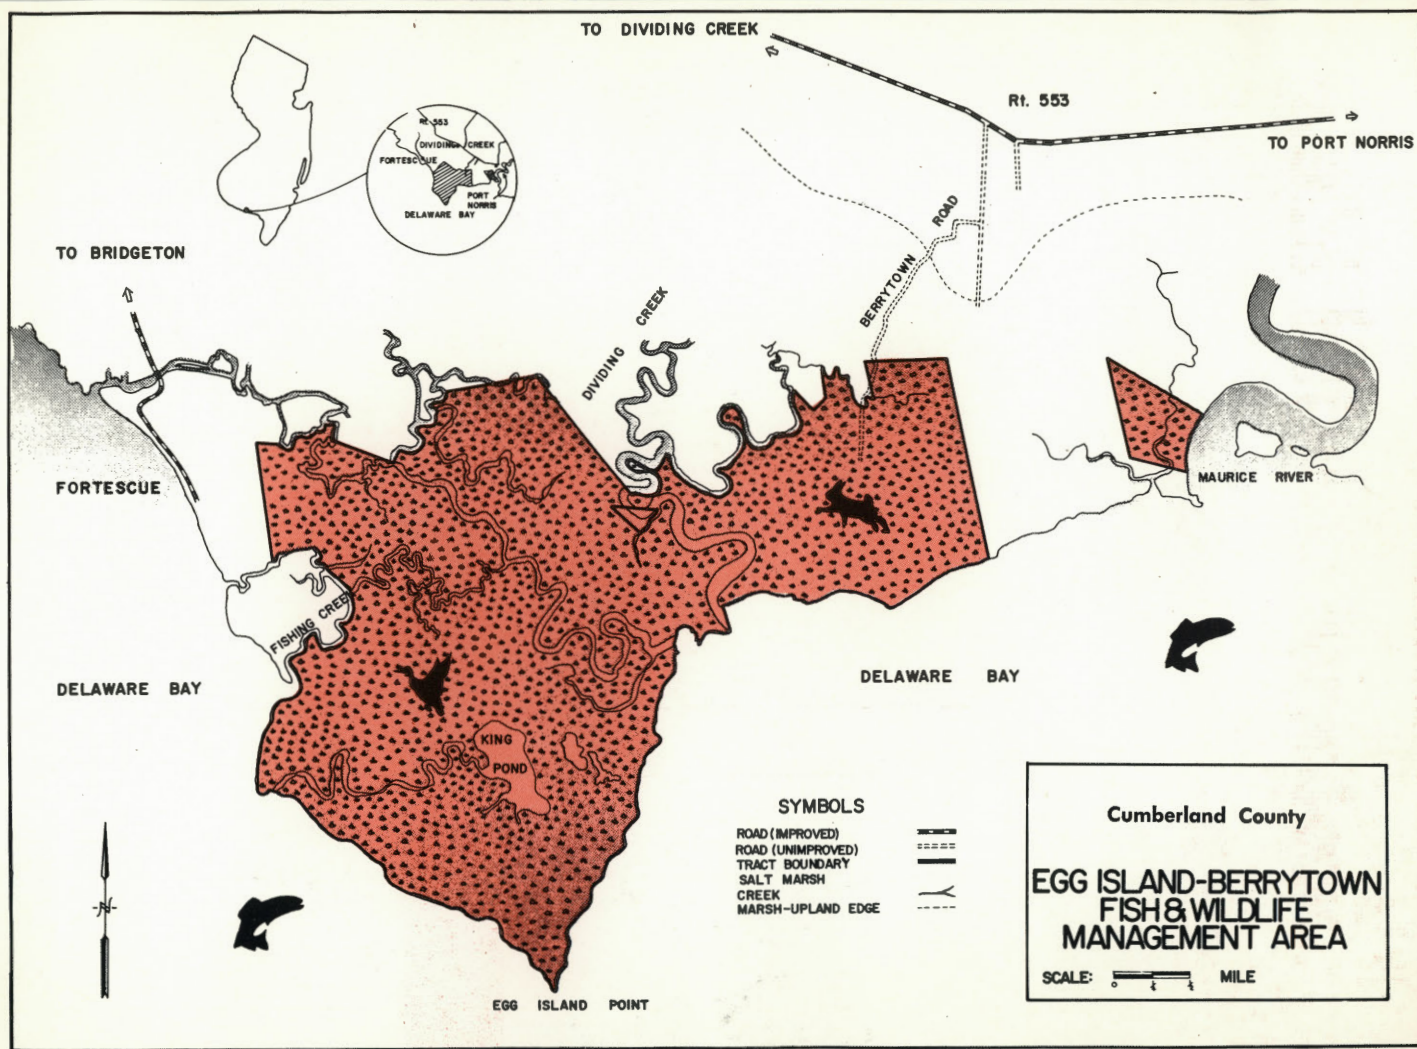 TO DIVIDING CREEK
Rt. 553
TO PORT NORRIS
Rt. 553
DIVIDING CREEK
FORTESCUE
PORT
NORRIS
DELAWARE BAY
TO BRIDGETON
BERRYTOWN ROAD
DIVIDING CREEK
FORTESCUE
MAURICE RIVER
FISHING CREEK
DELAWARE BAY
DELAWARE BAY
KING
POND
N
SYMBOLS
ROAD (IMPROVED)
ROAD (UNIMPROVED)
TRACT BOUNDARY
SALT MARSH
CREEK
MARSH-UPLAND EDGE
Cumberland County
EGG ISLAND-BERRYTOWN
FISH & WILDLIFE
MANAGEMENT AREA
SCALE: MILE
0
EGG ISLAND POINT